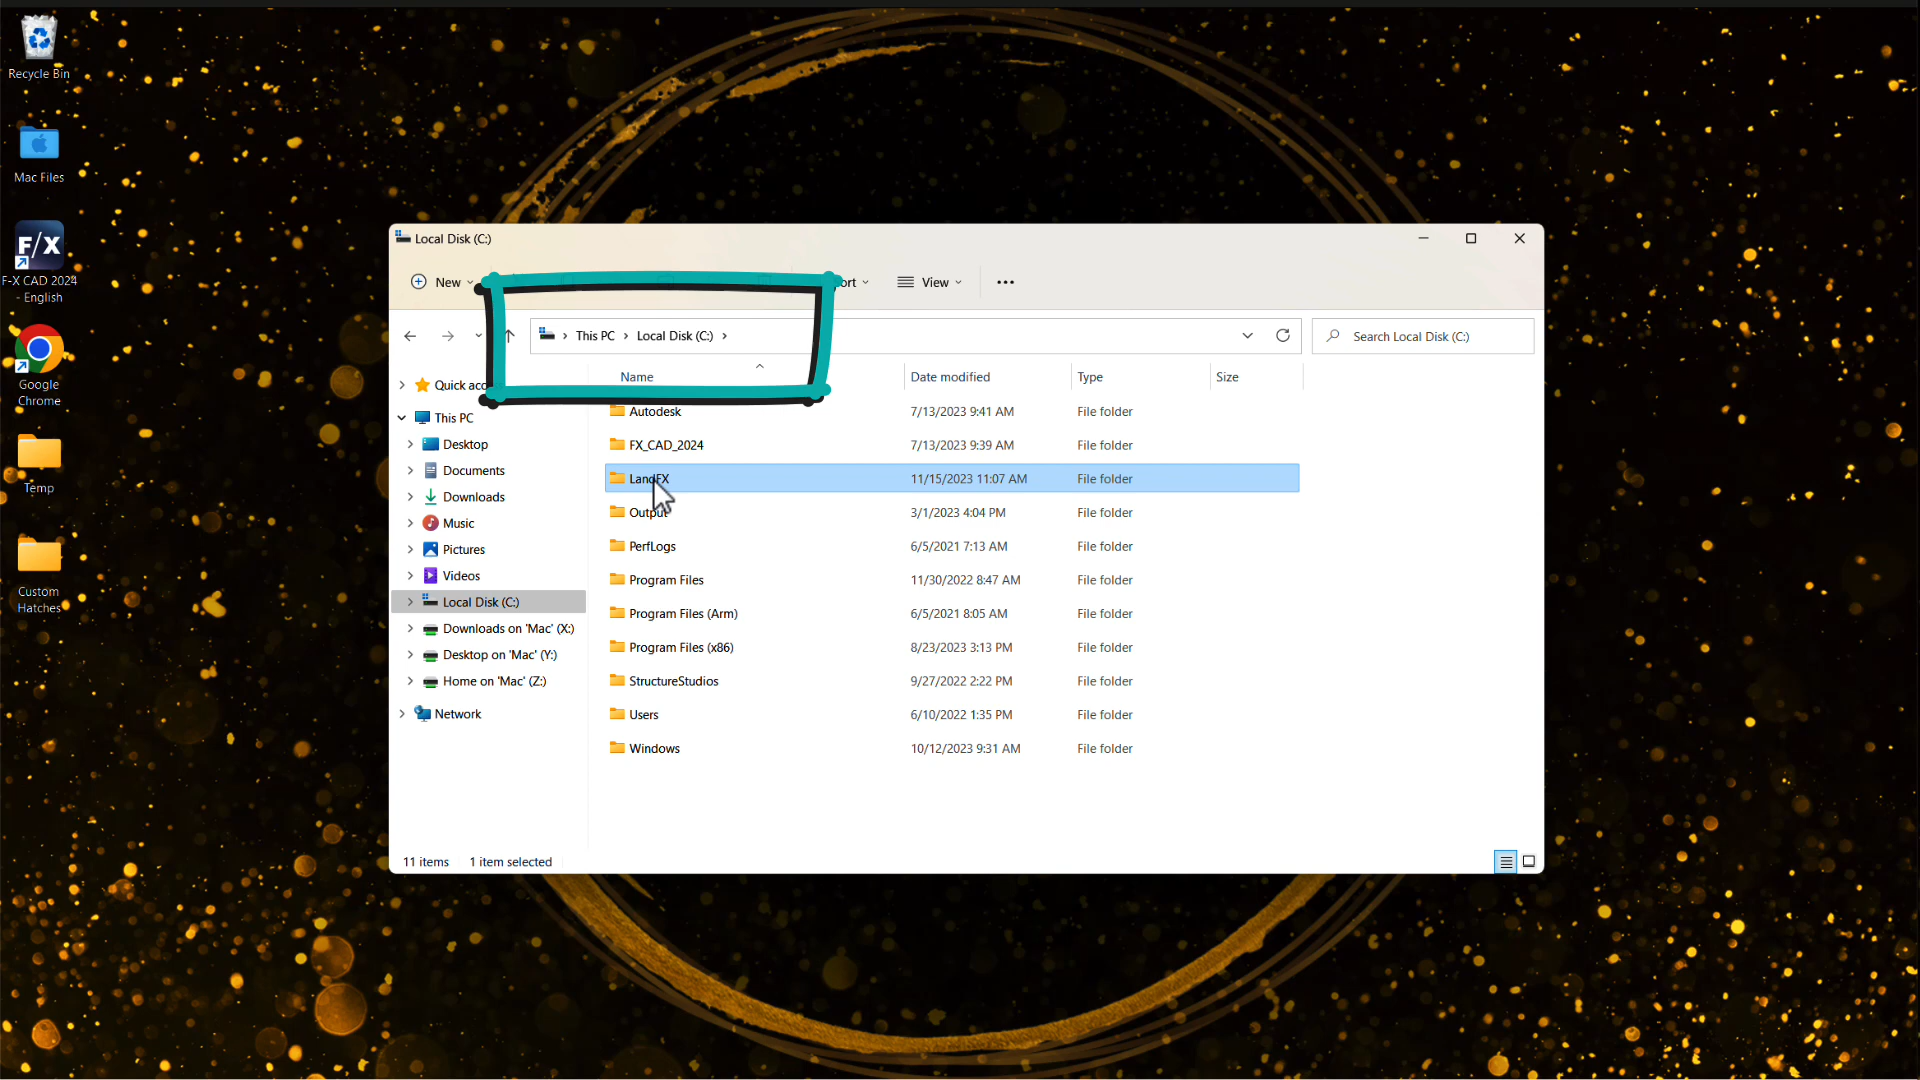 Recycle Bin
Mac Files
F/X
F-X CAD 2024
- English
Google
Chrome
Temp
Custom
Hatches
Local Disk (C:)
New
View
This PC
Local Disk (C:)
Search Local Disk (C:)
Name
Date modified
Type
Size
Quick
This PC
Desktop
Documents
Downloads
Music
Pictures
Videos
Local Disk (C:)
Downloads on 'Mac' (X:)
Desktop on 'Mac' (Y:)
Home on 'Mac' (Z:)
Network
Autodesk 7/13/2023 9:41 AM File folder
FX_CAD_2024 7/13/2023 9:39 AM File folder
LandFX 11/15/2023 11:07 AM File folder
Output 3/1/2023 4:04 PM File folder
PerfLogs 6/5/2021 7:13 AM File folder
Program Files 11/30/2022 8:47 AM File folder
Program Files (Arm) 6/5/2021 8:05 AM File folder
Program Files (x86) 8/23/2023 3:13 PM File folder
StructureStudios 9/27/2022 2:22 PM File folder
Users 6/10/2022 1:35 PM File folder
Windows 10/12/2023 9:31 AM File folder
11 items 1 item selected